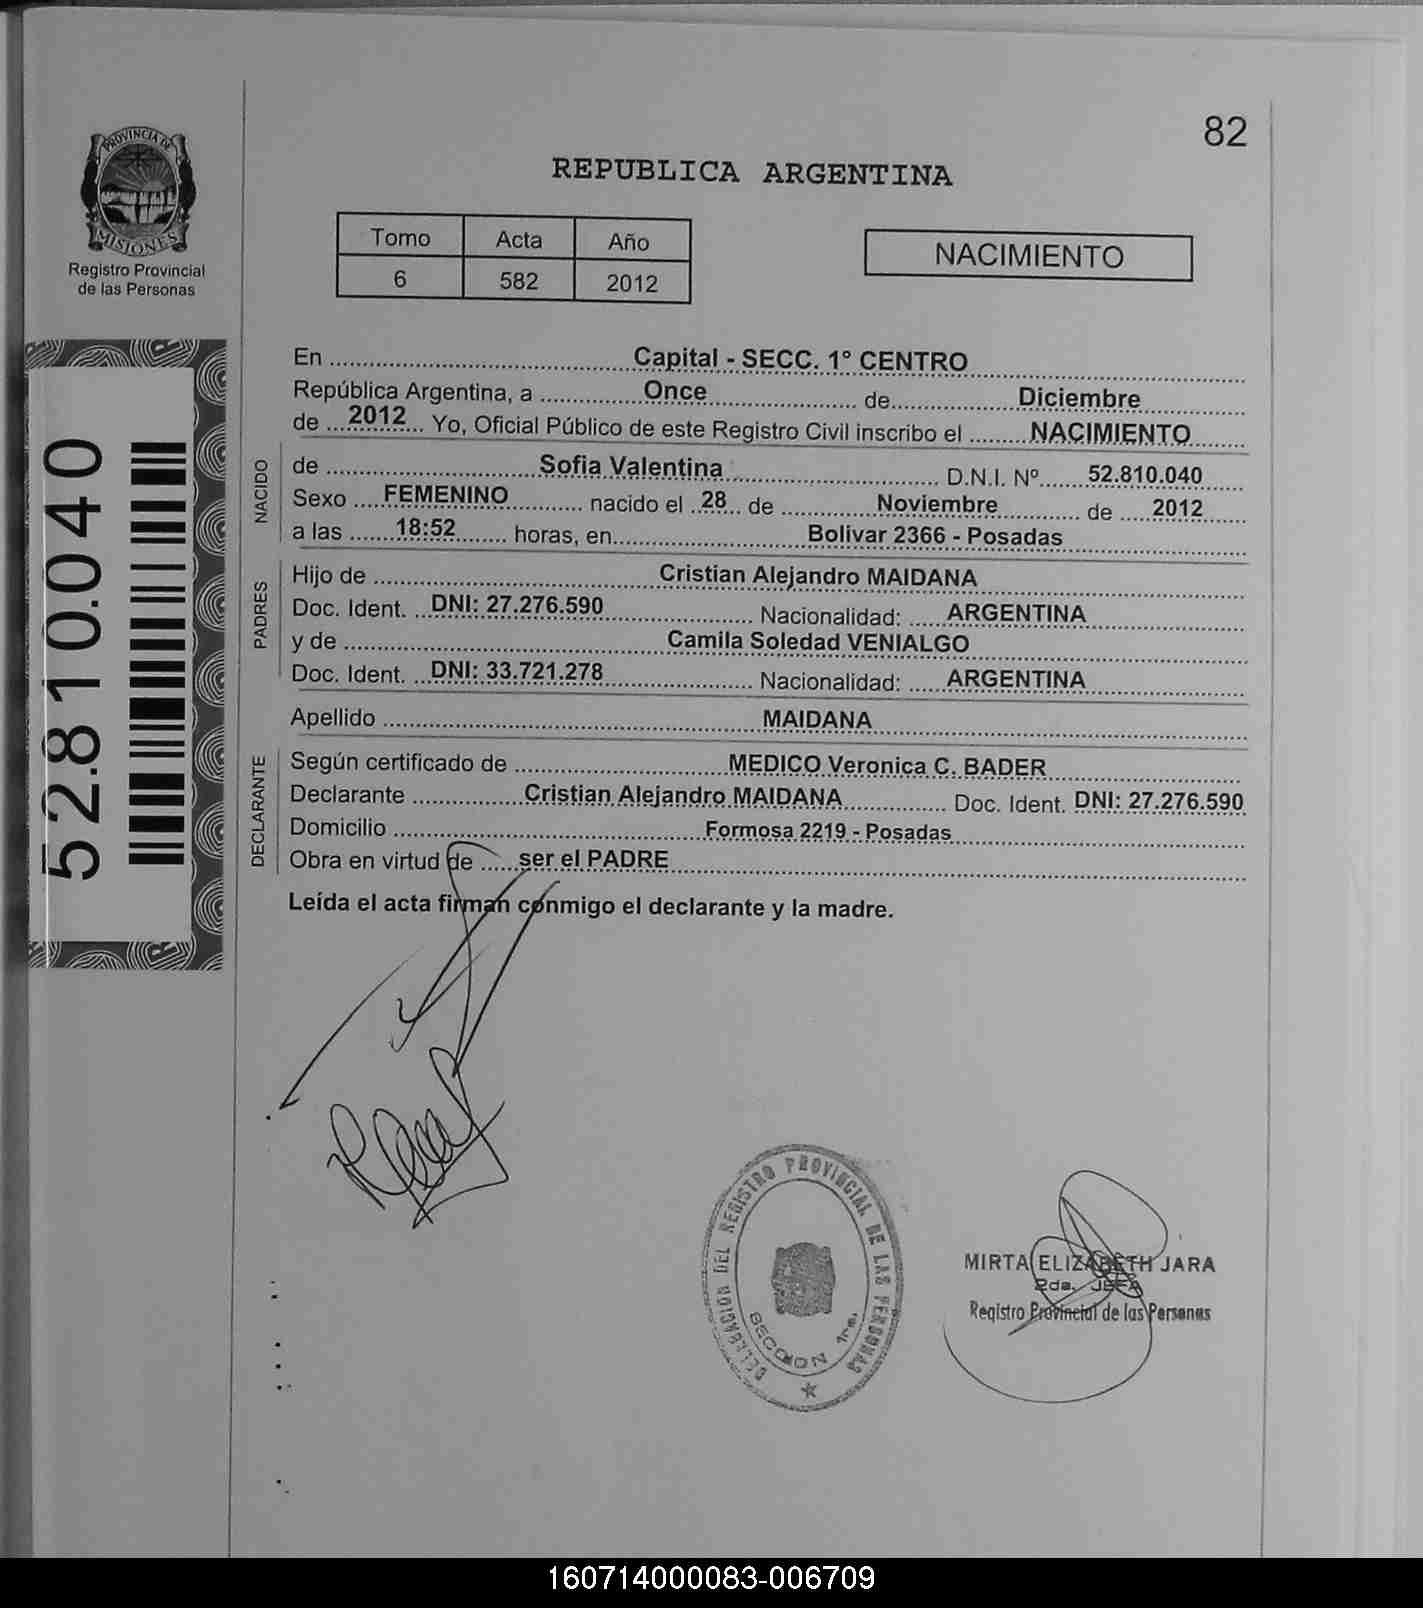 82
PROVINCIA DE
MISIONES
Registro Provincial
de las Personas
REPUBLICA ARGENTINA
Tomo Acta Año
6 582 2012
NACIMIENTO
52.810.040
En Capital - SECC. 1° CENTRO
República Argentina, a Once de Diciembre
de 2012 Yo, Oficial Público de este Registro Civil inscribo el NACIMIENTO
NACIDO
de Sofia Valentina D.N.I. Nº 52.810.040
Sexo FEMENINO nacido el 28 de Noviembre de 2012
a las 18:52 horas, en Bolivar 2366 - Posadas
PADRES
Hijo de Cristian Alejandro MAIDANA
Doc. Ident. DNI: 27.276.590 Nacionalidad: ARGENTINA
y de Camila Soledad VENIALGO
Doc. Ident. DNI: 33.721.278 Nacionalidad: ARGENTINA
Apellido MAIDANA
DECLARANTE
Según certificado de MEDICO Veronica C. BADER
Declarante Cristian Alejandro MAIDANA Doc. Ident. DNI: 27.276.590
Domicilio Formosa 2219 - Posadas
Obra en virtud de ser el PADRE
Leída el acta firman conmigo el declarante y la madre.
DELEGACION DEL REGISTRO PROVINCIAL DE LAS PERSONAS
SECCION 1ra.
MIRTA ELIZABETH JARA
2da. JEFA
Registro Provincial de las Personas
160714000083-006709